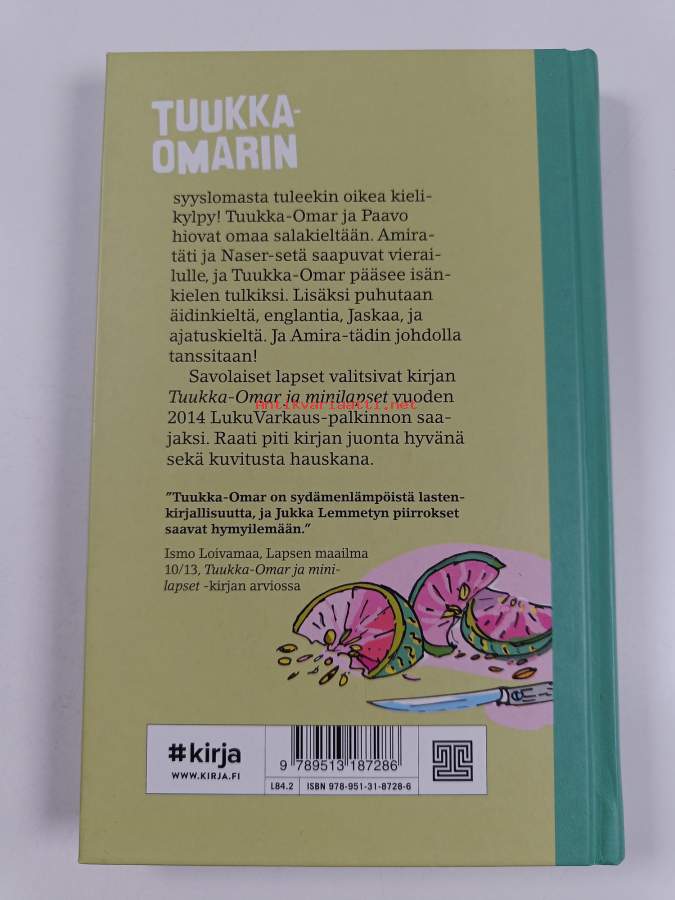 TUUKKA-
OMARIN
syyslomasta tuleekin oikea kieli-
kylpy! Tuukka-Omar ja Paavo
hiovat omaa salakieltään. Amira-
täti ja Naser-setä saapuvat vierai-
lulle, ja Tuukka-Omar pääsee isän-
kielen tulkiksi. Lisäksi puhutaan
äidinkieltä, englantia, Jaskaa, ja
ajatuskieltä. Ja Amira-tädin johdolla
tanssitaan!
Savolaiset lapset valitsivat kirjan
Tuukka-Omar ja minilapset vuoden
Antikvariaatti.net
2014 LukuVarkaus-palkinnon saa-
jaksi. Raati piti kirjan juonta hyvänä
sekä kuvitusta hauskana.
”Tuukka-Omar on sydämenlämpöistä lasten-
kirjallisuutta, ja Jukka Lemmetyn piirrokset
saavat hymyilemään.”
Ismo Loivamaa, Lapsen maailma
10/13, Tuukka-Omar ja mini-
lapset -kirjan arviossa
#kirja
WWW.KIRJA.FI
9 789513 187286
L84.2 ISBN 978-951-31-8728-6